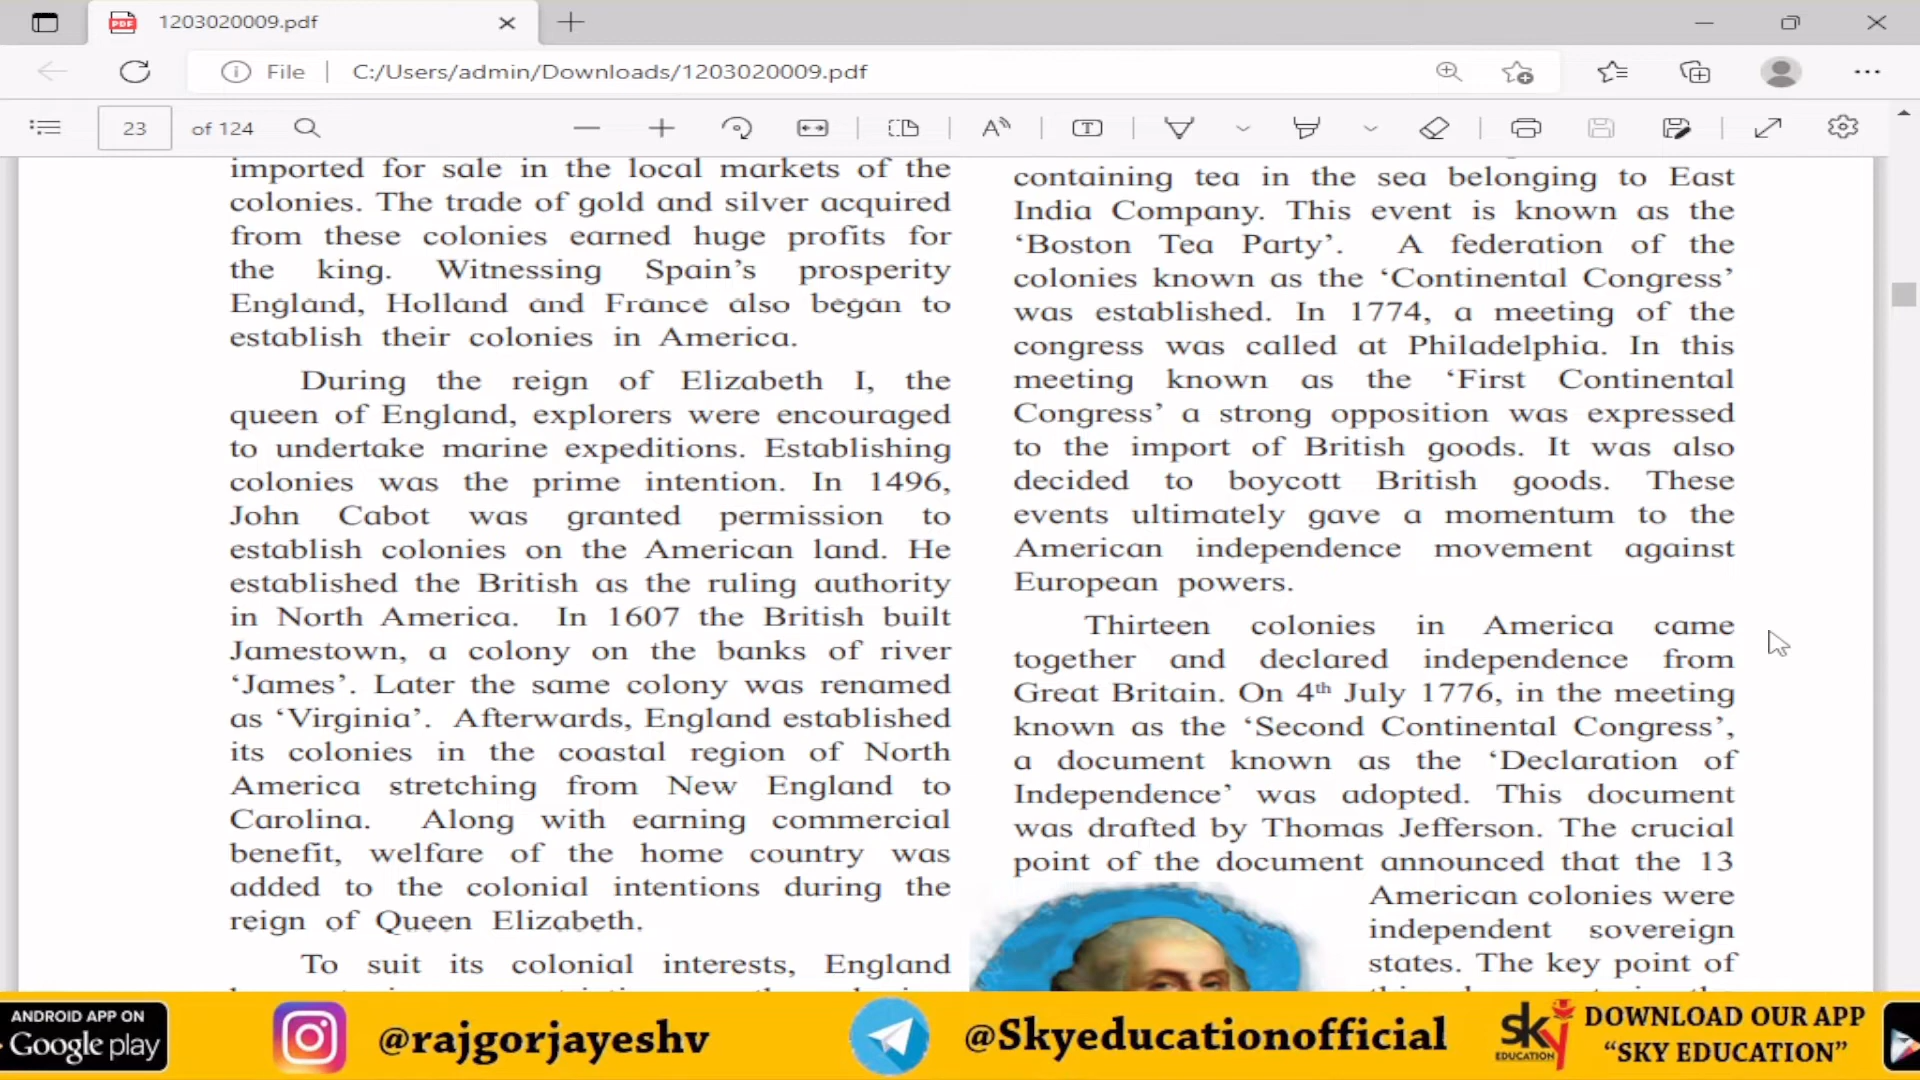 1203020009.pdf
File
C:/Users/admin/Downloads/1203020009.pdf
23
of 124
imported for sale in the local markets of the
colonies. The trade of gold and silver acquired
from these colonies earned huge profits for
the king. Witnessing Spain's prosperity
England, Holland and France also began to
establish their colonies in America.
During the reign of Elizabeth I, the
queen of England, explorers were encouraged
to undertake marine expeditions. Establishing
colonies was the prime intention. In 1496,
John Cabot was granted permission to
establish colonies on the American land. He
established the British as the ruling authority
in North America. In 1607 the British built
Jamestown, a colony on the banks of river
‘James’. Later the same colony was renamed
as ‘Virginia’. Afterwards, England established
its colonies in the coastal region of North
America stretching from New England to
Carolina. Along with earning commercial
benefit, welfare of the home country was
added to the colonial intentions during the
reign of Queen Elizabeth.
To suit its colonial interests, England
containing tea in the sea belonging to East
India Company. This event is known as the
‘Boston Tea Party’. A federation of the
colonies known as the ‘Continental Congress’
was established. In 1774, a meeting of the
congress was called at Philadelphia. In this
meeting known as the ‘First Continental
Congress’ a strong opposition was expressed
to the import of British goods. It was also
decided to boycott British goods. These
events ultimately gave a momentum to the
American independence movement against
European powers.
Thirteen colonies in America came
together and declared independence from
Great Britain. On 4th July 1776, in the meeting
known as the ‘Second Continental Congress’,
a document known as the ‘Declaration of
Independence’ was adopted. This document
was drafted by Thomas Jefferson. The crucial
point of the document announced that the 13
American colonies were
independent sovereign
states. The key point of
ANDROID APP ON
Google play
@rajgorjayeshv
@Skyeducationofficial
sky
EDUCATION
DOWNLOAD OUR APP
“SKY EDUCATION”